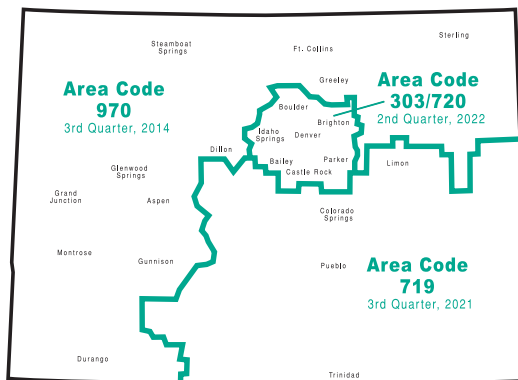 Steamboat
Springs
Ft. Collins
Sterling
Greeley
Area Code
970
3rd Quarter, 2014
Area Code
303/720
2nd Quarter, 2022
Boulder
Brighton
Idaho
Springs
Denver
Dillon
Bailey
Parker
Castle Rock
Limon
Glenwood
Springs
Grand
Junction
Aspen
Colorado
Springs
Montrose
Gunnison
Pueblo
Area Code
719
3rd Quarter, 2021
Durango
Trinidad